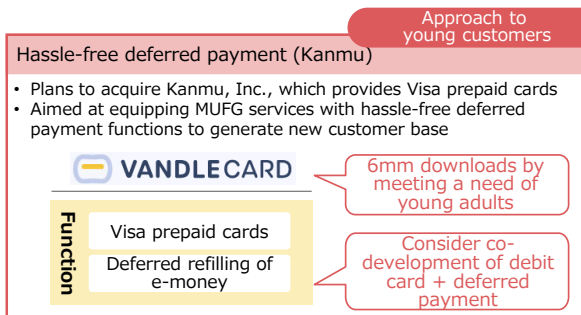 Approach to
young customers
Hassle-free deferred payment (Kanmu)
• Plans to acquire Kanmu, Inc., which provides Visa prepaid cards
• Aimed at equipping MUFG services with hassle-free deferred
payment functions to generate new customer base
VANDLECARD
6mm downloads by
meeting a need of
young adults
Function
Visa prepaid cards
Deferred refilling of
e-money
Consider co-
development of debit
card + deferred
payment